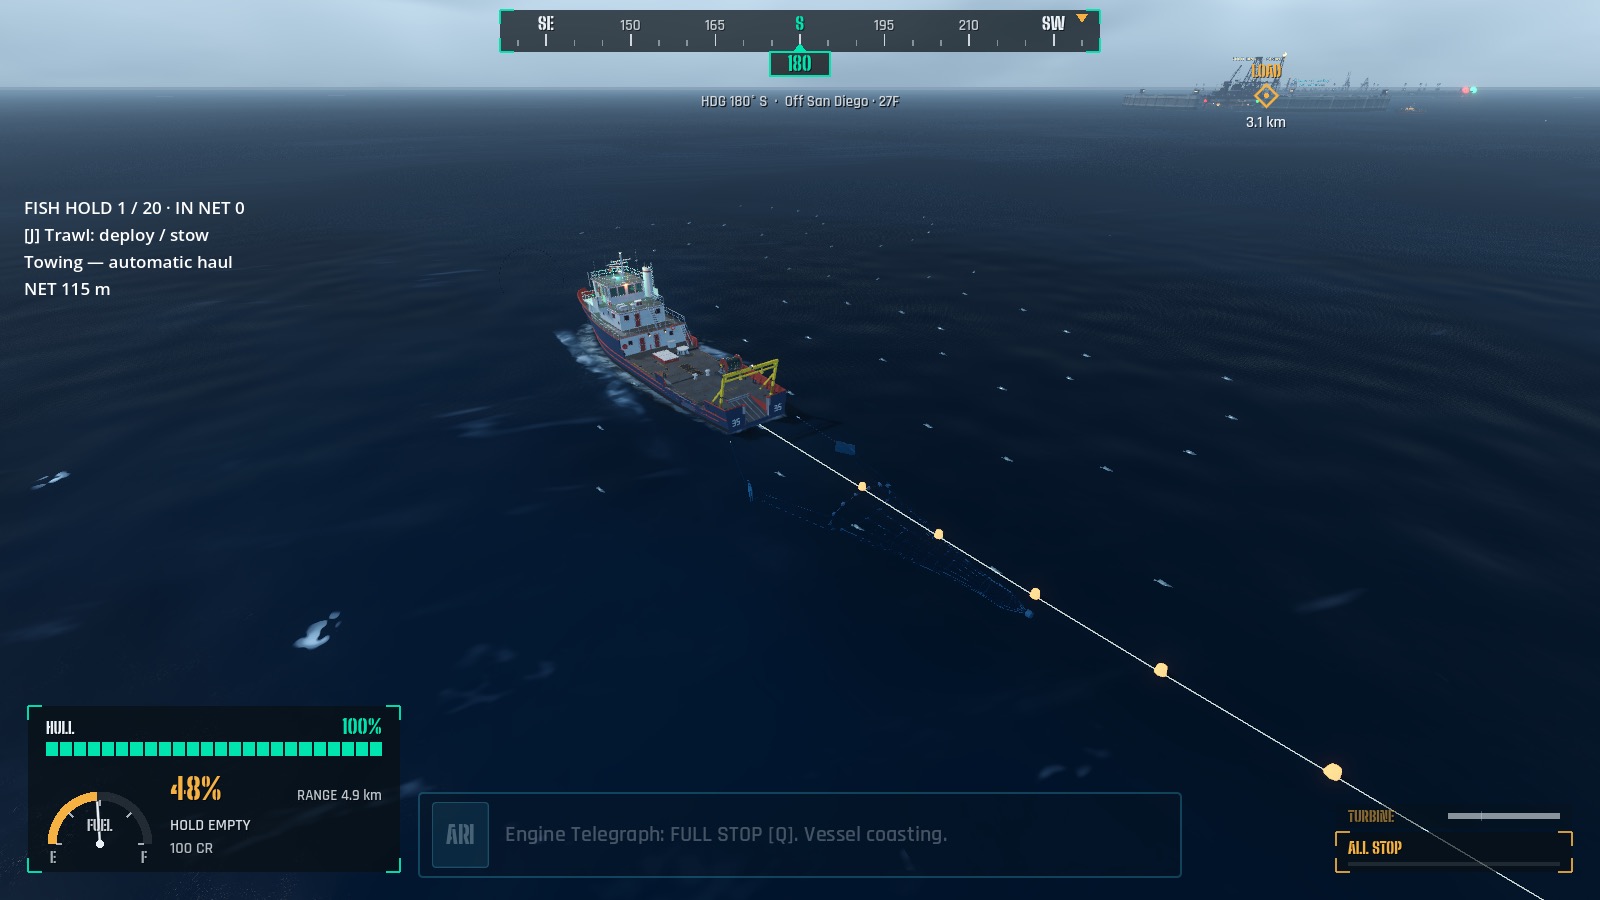 SE 150 165 S 195 210 SW
180
HDG 180° S · Off San Diego · 27F
LOAD
3.1 km
FISH HOLD 1 / 20 · IN NET 0
[J] Trawl: deploy / stow
Towing — automatic haul
NET 115 m
35 35
HULL 100%
48%
RANGE 4.9 km
FUEL
HOLD EMPTY
100 CR
E F
ARI
Engine Telegraph: FULL STOP [Q]. Vessel coasting.
TURBINE
ALL STOP